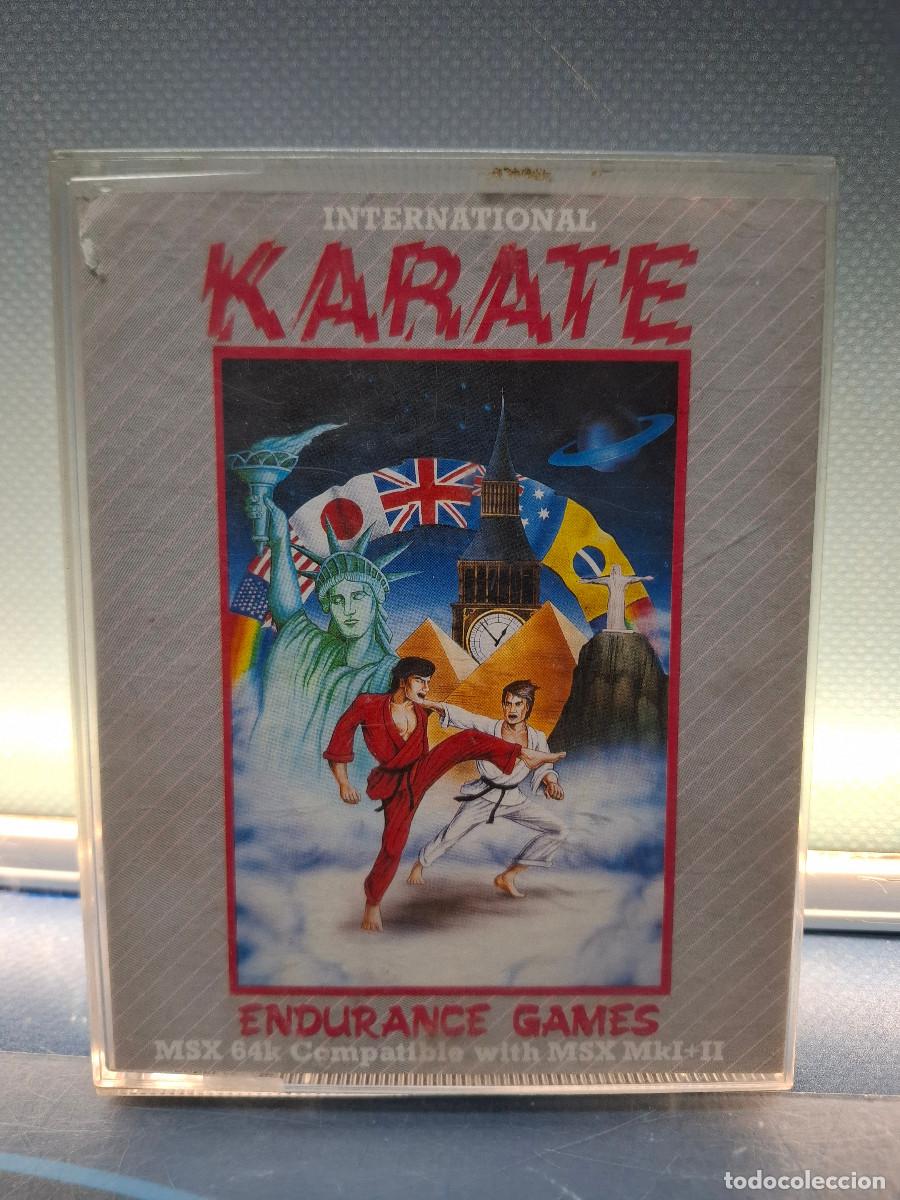 INTERNATIONAL
KARATE
ENDURANCE GAMES
MSX 64k Compatible with MSX MkI+II
todocoleccion